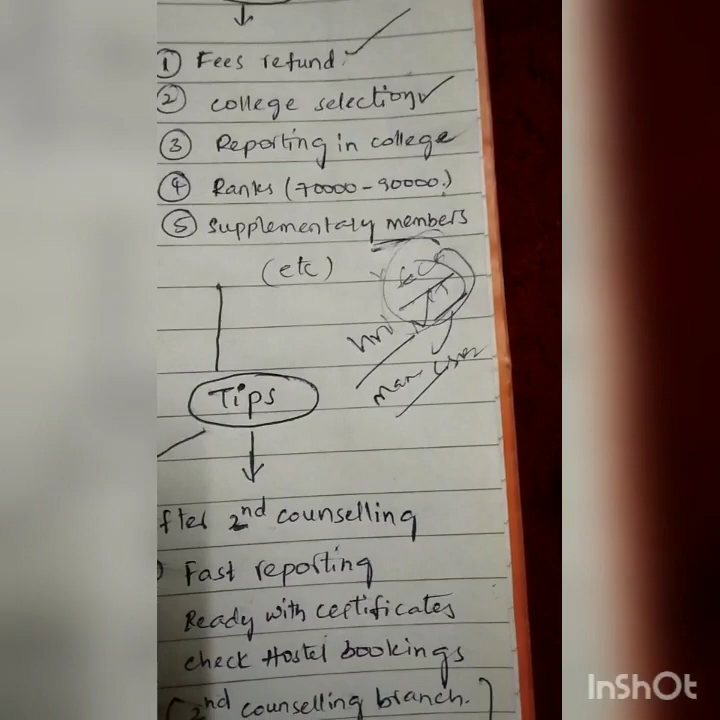 ① Fees refund ✓
② college selection ✓
③ Reporting in college
④ Ranks (70000-90000)
⑤ Supplementary members
(etc)
Tips
fter 2nd counselling
) Fast reporting
Ready with certificates
check Hostel bookings
[2nd counselling branch.]
InShOt